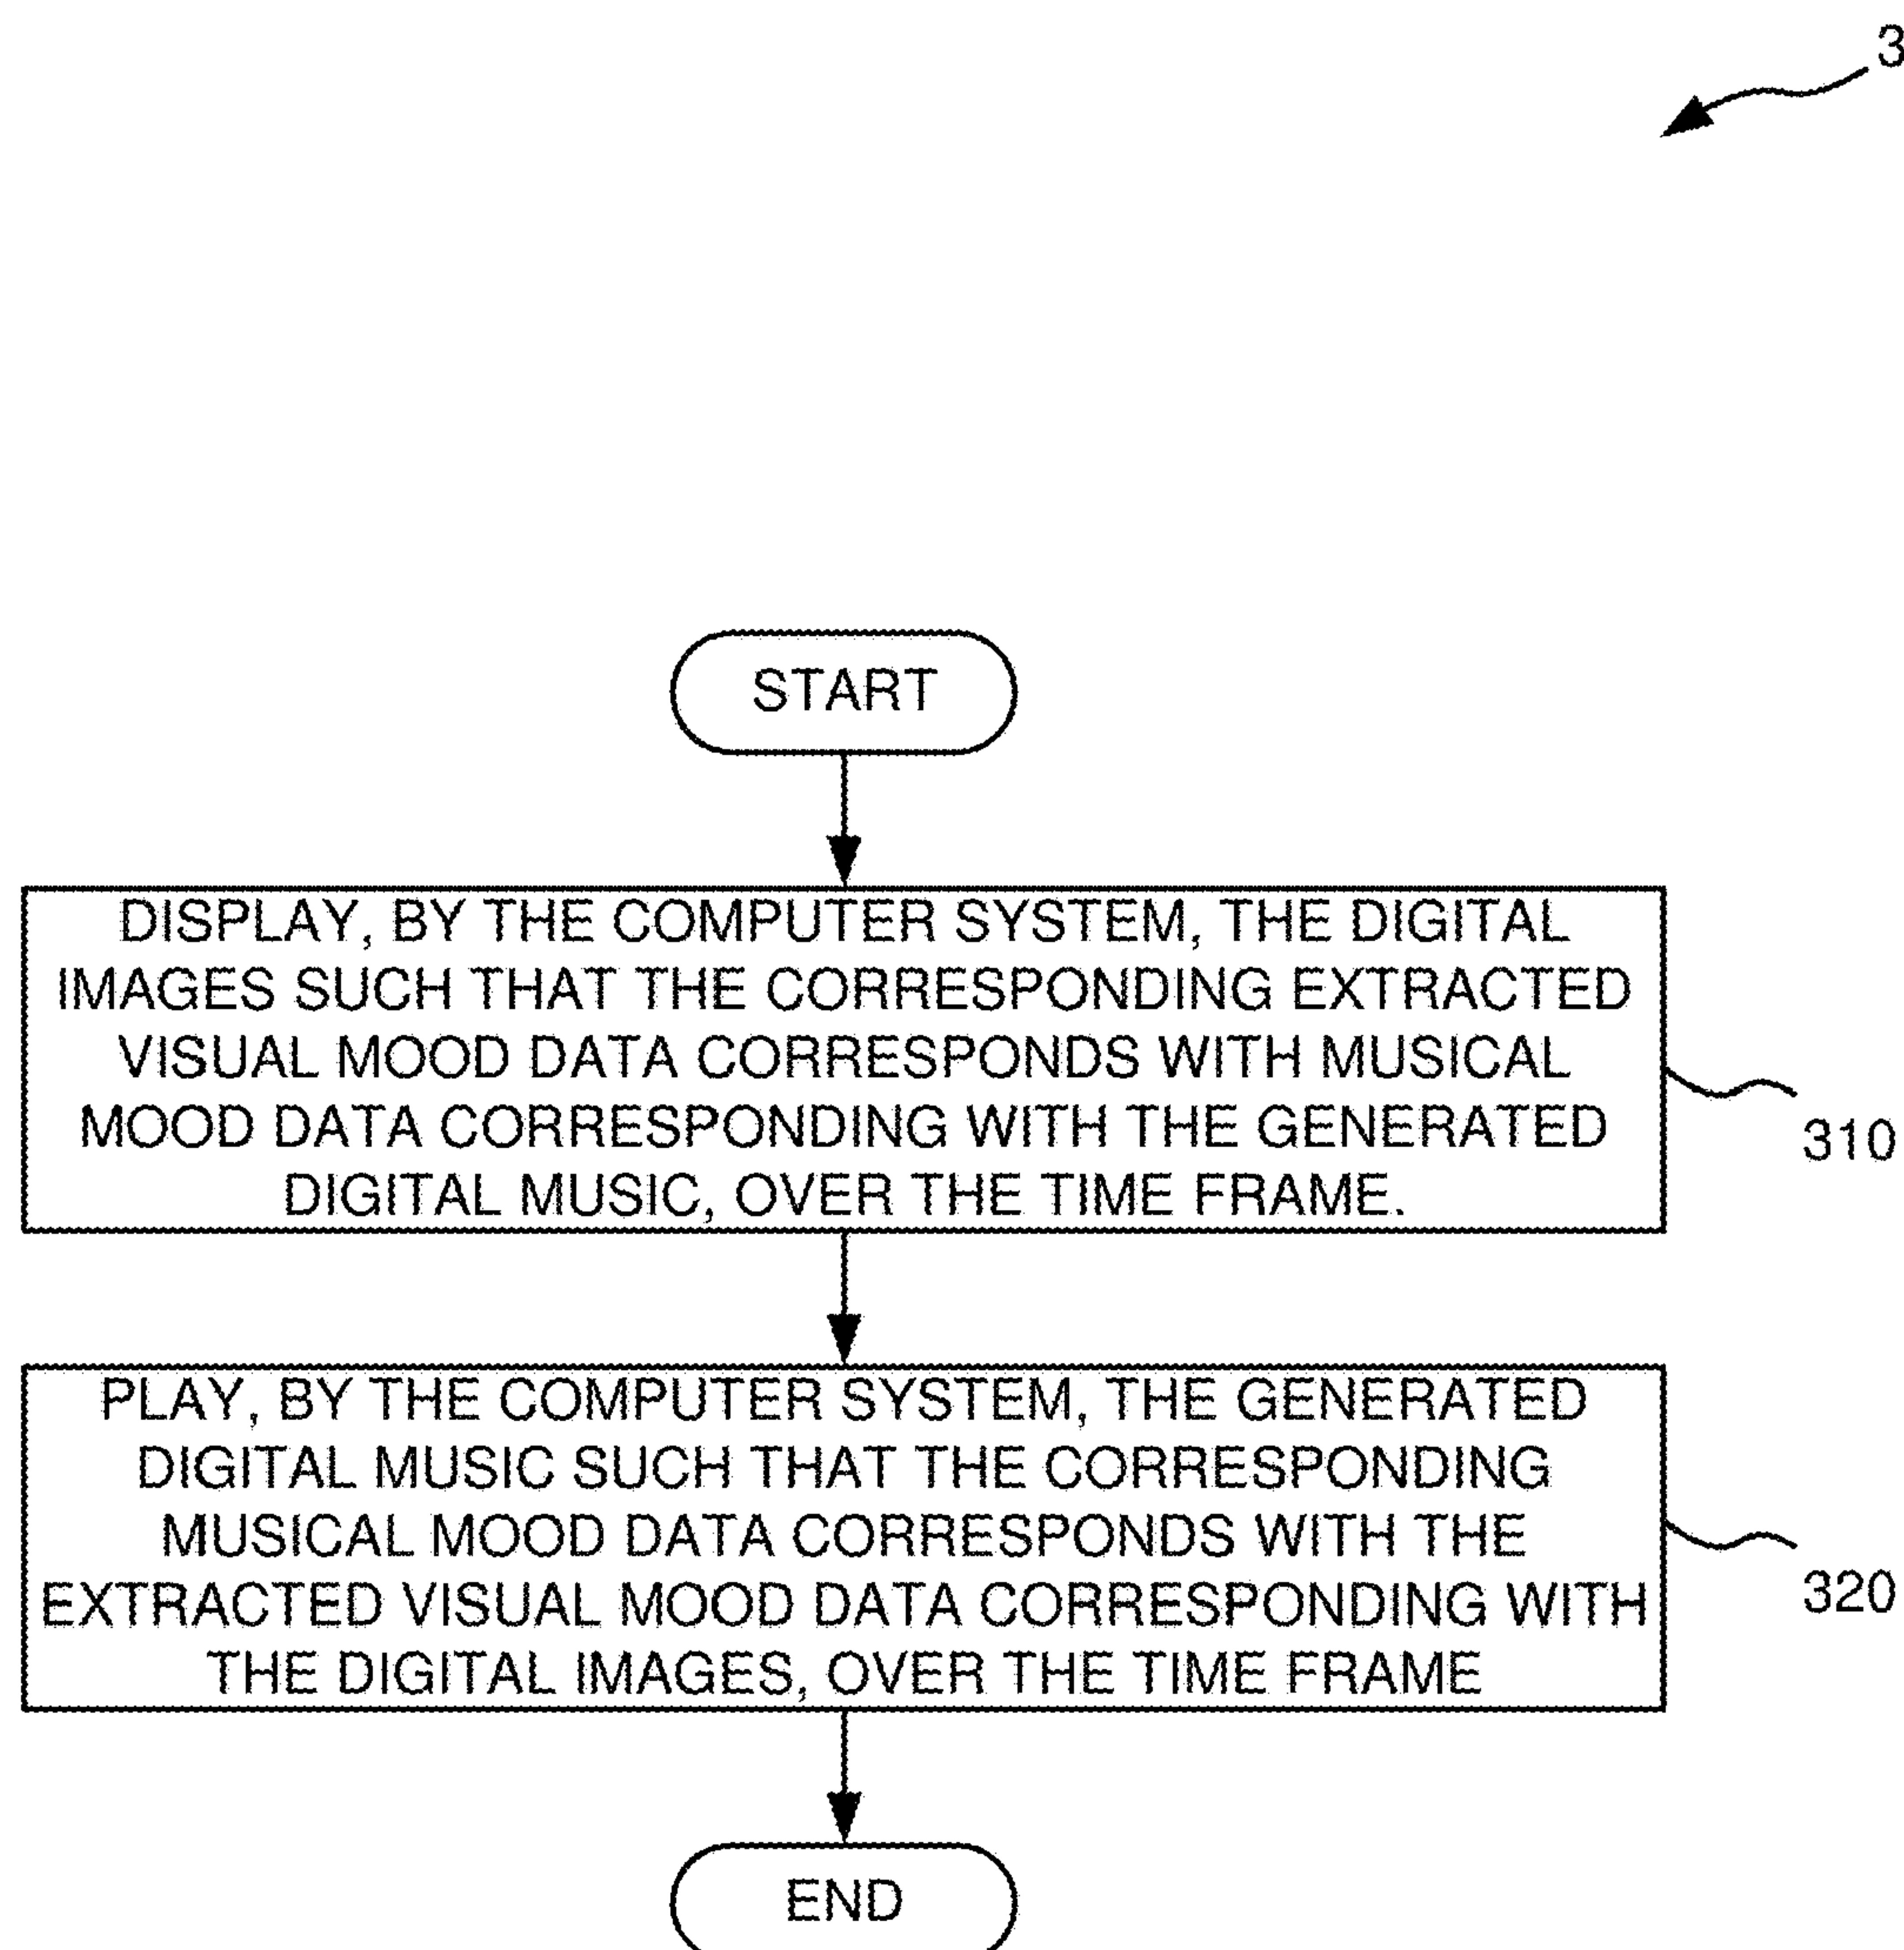 3
START
DISPLAY, BY THE COMPUTER SYSTEM, THE DIGITAL
IMAGES SUCH THAT THE CORRESPONDING EXTRACTED
VISUAL MOOD DATA CORRESPONDS WITH MUSICAL
MOOD DATA CORRESPONDING WITH THE GENERATED
DIGITAL MUSIC, OVER THE TIME FRAME.
310
PLAY, BY THE COMPUTER SYSTEM, THE GENERATED
DIGITAL MUSIC SUCH THAT THE CORRESPONDING
MUSICAL MOOD DATA CORRESPONDS WITH THE
EXTRACTED VISUAL MOOD DATA CORRESPONDING WITH
THE DIGITAL IMAGES, OVER THE TIME FRAME
320
END